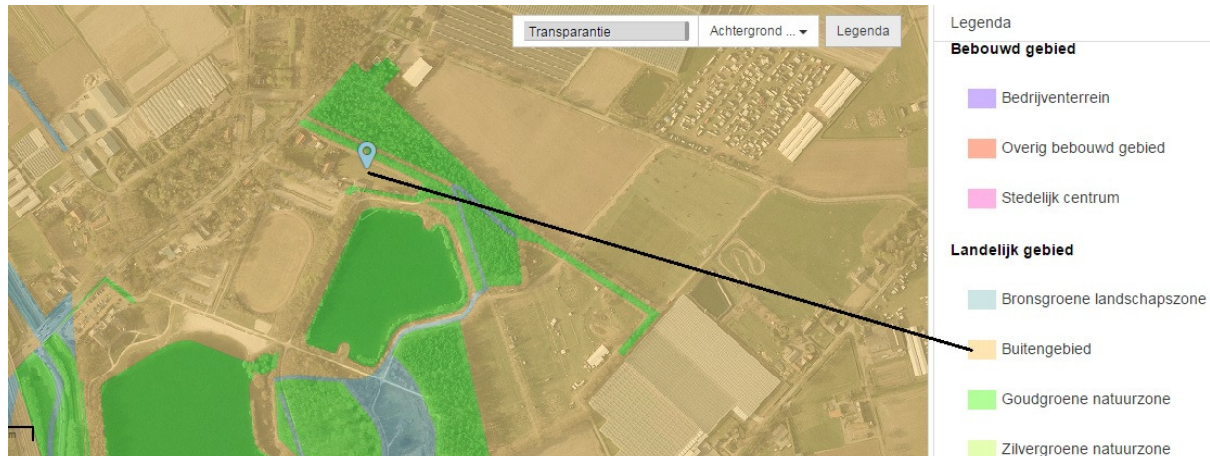 Transparantie
Achtergrond ...
Legenda
Legenda
Bebouwd gebied
Bedrijventerrein
Overig bebouwd gebied
Stedelijk centrum
Landelijk gebied
Bronsgroene landschapszone
Buitengebied
Goudgroene natuurzone
Zilvergroene natuurzone